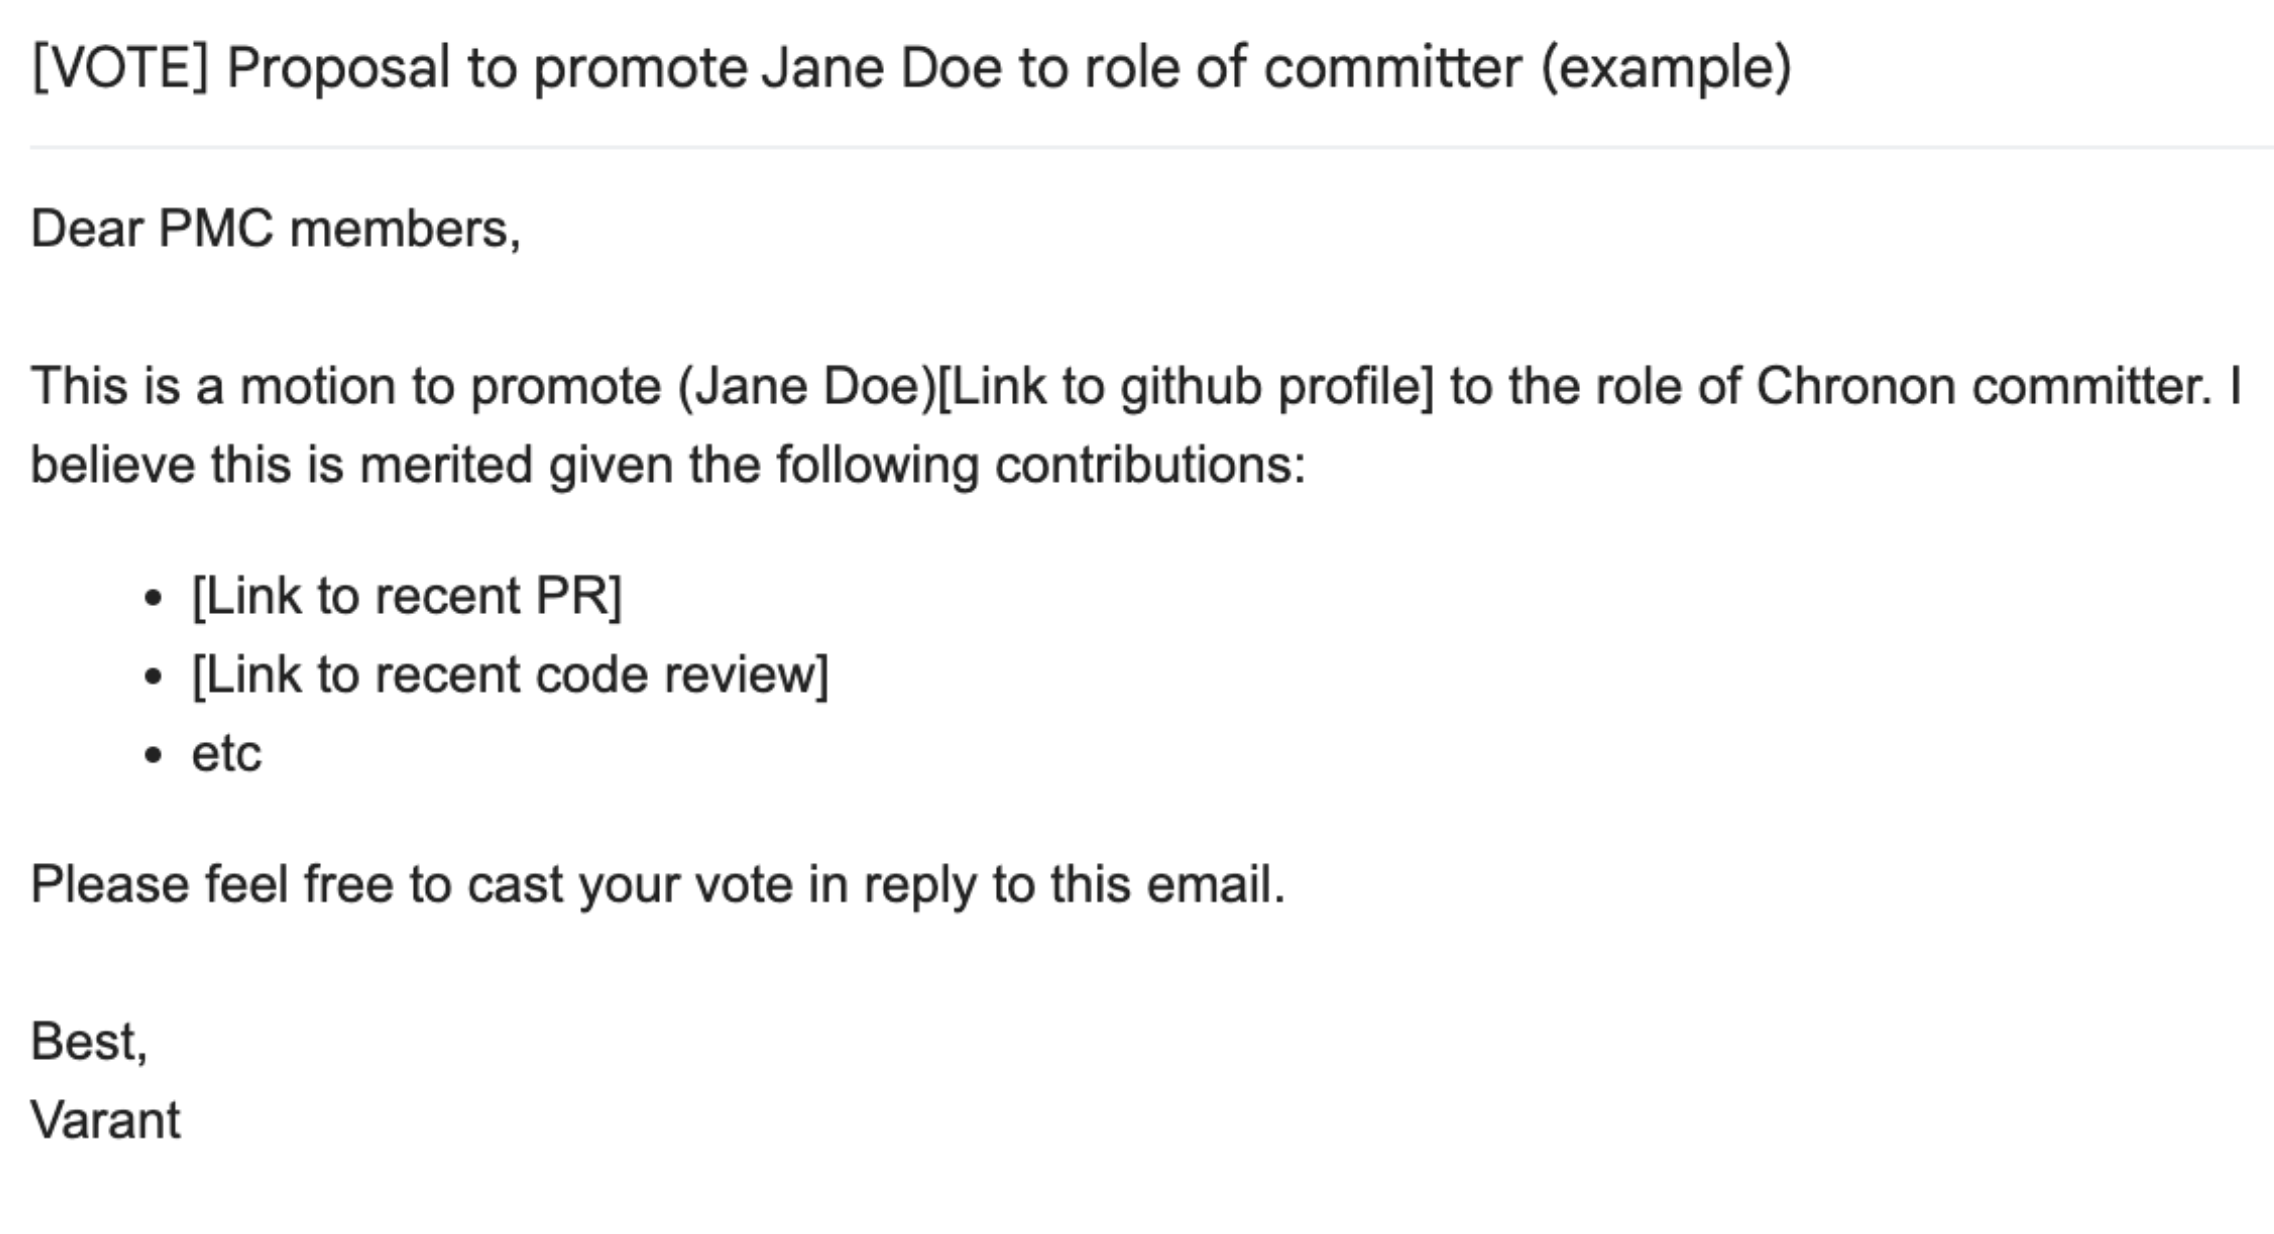 [VOTE] Proposal to promote Jane Doe to role of committer (example)
Dear PMC members,
This is a motion to promote (Jane Doe)[Link to github profile] to the role of Chronon committer. I
believe this is merited given the following contributions:
• [Link to recent PR]
• [Link to recent code review]
• etc
Please feel free to cast your vote in reply to this email.
Best,
Varant